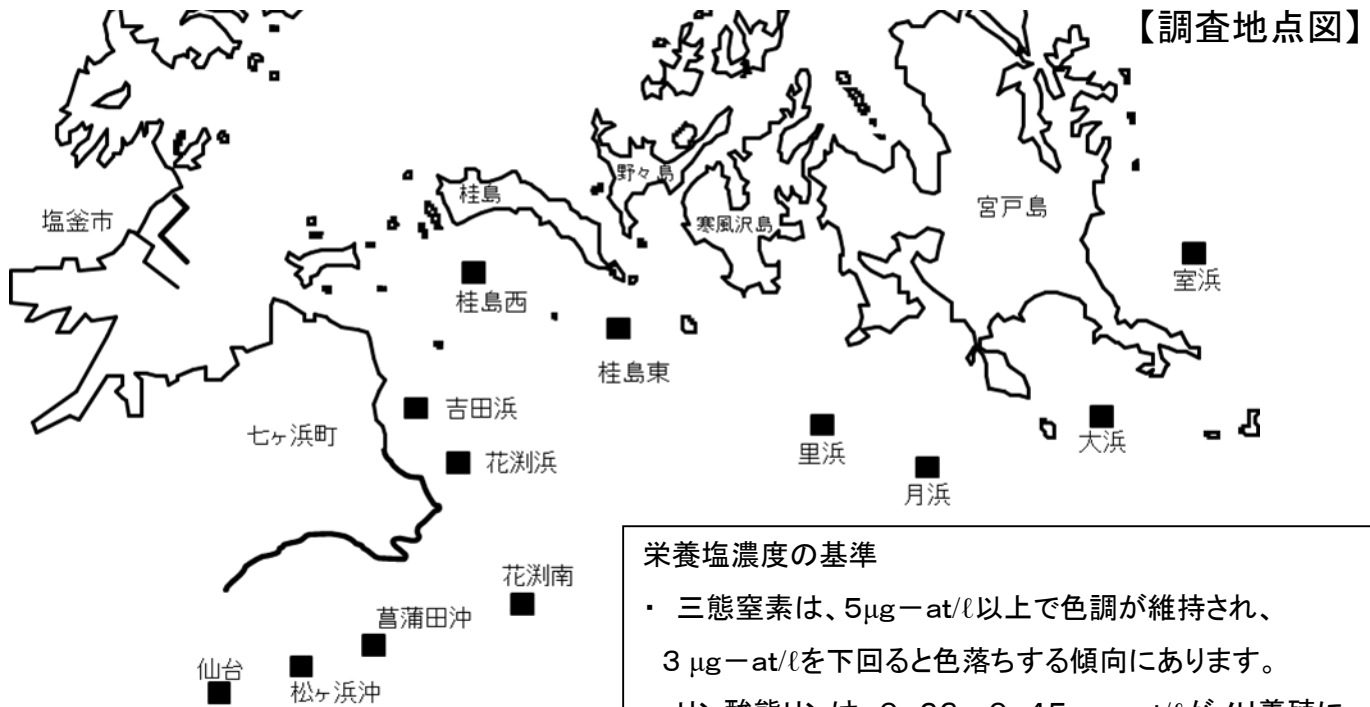 【調査地点図】
野々島
桂島
塩釜市
寒風沢島
宮戸島
室浜
桂島西
桂島東
吉田浜
七ヶ浜町
花渕浜
里浜
大浜
月浜
栄養塩濃度の基準
・ 三態窒素は、5μg－at/ℓ以上で色調が維持され、
3 μg－at/ℓを下回ると色落ちする傾向にあります。
花渕南
菖蒲田沖
仙台
松ヶ浜沖